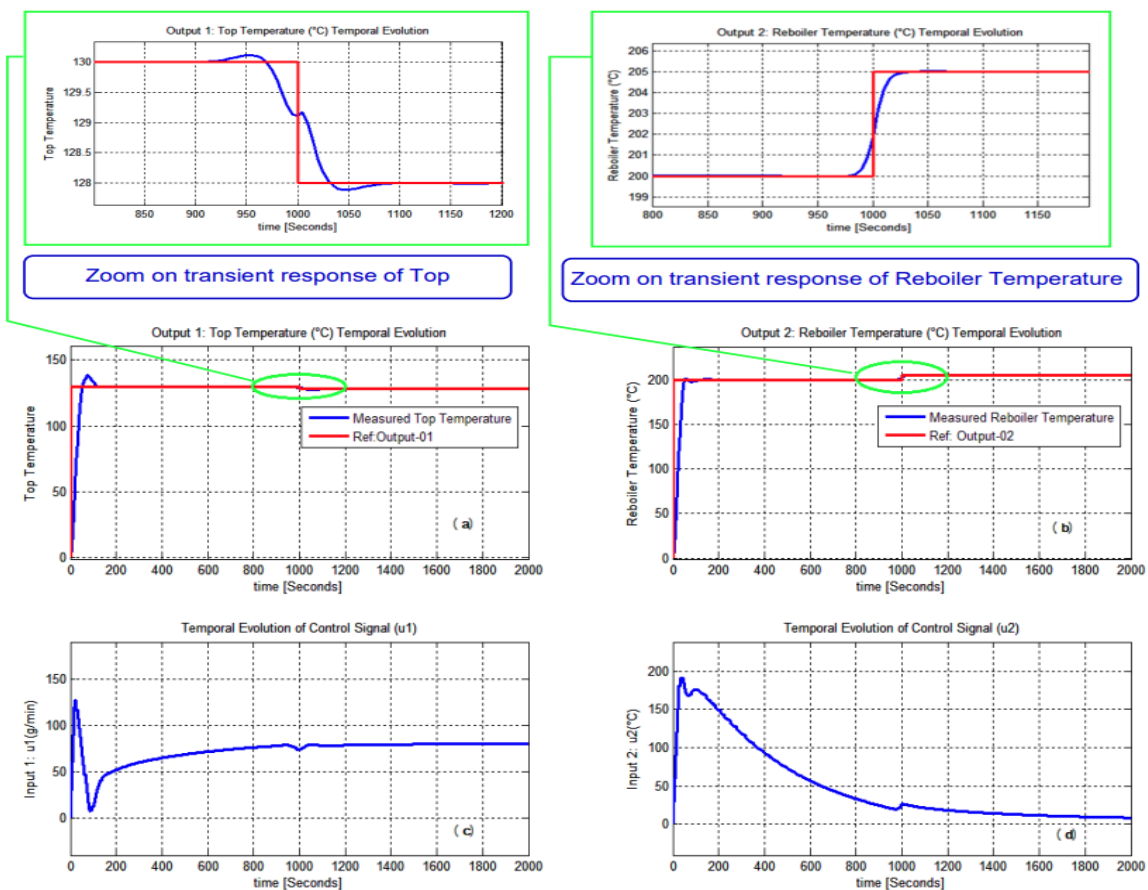 Output 1: Top Temperature (°C) Temporal Evolution
130
129.5
129
128.5
128
Top Temperature
850 900 950 1000 1050 1100 1150 1200
time [Seconds]
Zoom on transient response of Top
Output 2: Reboiler Temperature (°C) Temporal Evolution
206
205
204
203
202
201
200
199
Reboiler Temperature (°C)
800 850 900 950 1000 1050 1100 1150
time [Seconds]
Zoom on transient response of Reboiler Temperature
Output 1: Top Temperature (°C) Temporal Evolution
150
100
50
0
Top Temperature
Measured Top Temperature
Ref:Output-01
(a)
0 200 400 600 800 1000 1200 1400 1600 1800 2000
time [Seconds]
Output 2: Reboiler Temperature (°C) Temporal Evolution
200
150
100
50
0
Reboiler Temperature (°C)
Measured Reboiler Temperature
Ref: Output-02
(b)
0 200 400 600 800 1000 1200 1400 1600 1800 2000
time [Seconds]
Temporal Evolution of Control Signal (u1)
150
100
50
0
Input 1: u1(g/min)
(c)
0 200 400 600 800 1000 1200 1400 1600 1800 2000
time [Seconds]
Temporal Evolution of Control Signal (u2)
200
150
100
50
0
Input 2: u2(°C)
(d)
0 200 400 600 800 1000 1200 1400 1600 1800 2000
time [Seconds]